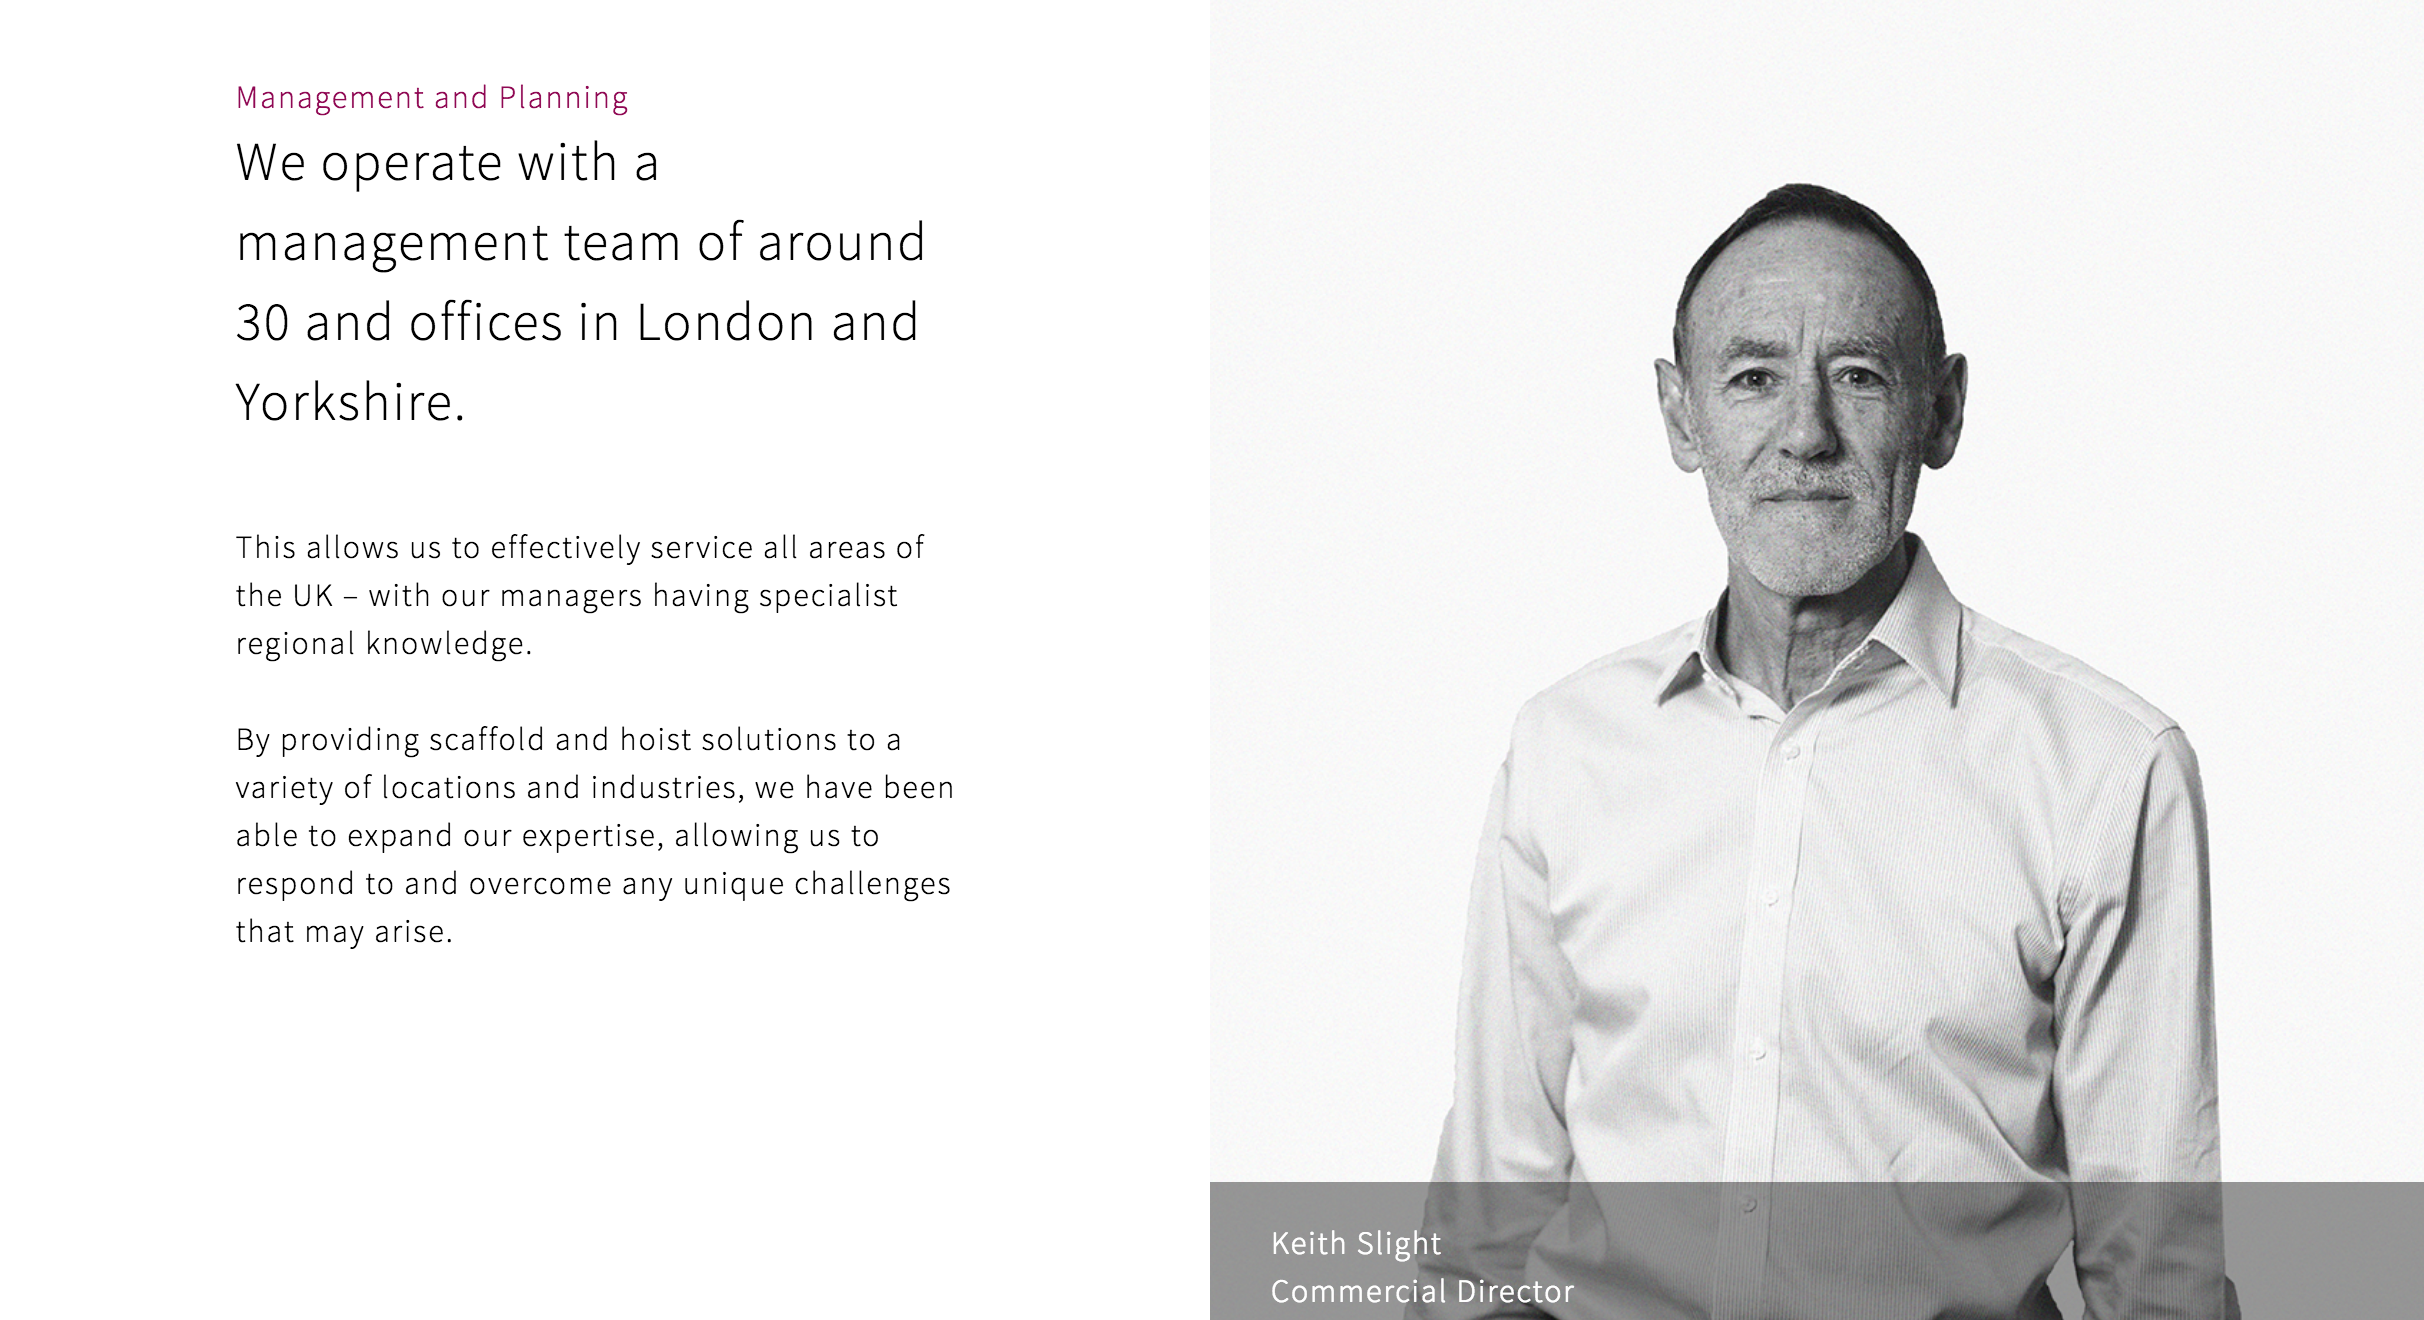 Management and Planning
We operate with a
management team of around
30 and offices in London and
Yorkshire.
This allows us to effectively service all areas of
the UK – with our managers having specialist
regional knowledge.
By providing scaffold and hoist solutions to a
variety of locations and industries, we have been
able to expand our expertise, allowing us to
respond to and overcome any unique challenges
that may arise.
Keith Slight
Commercial Director